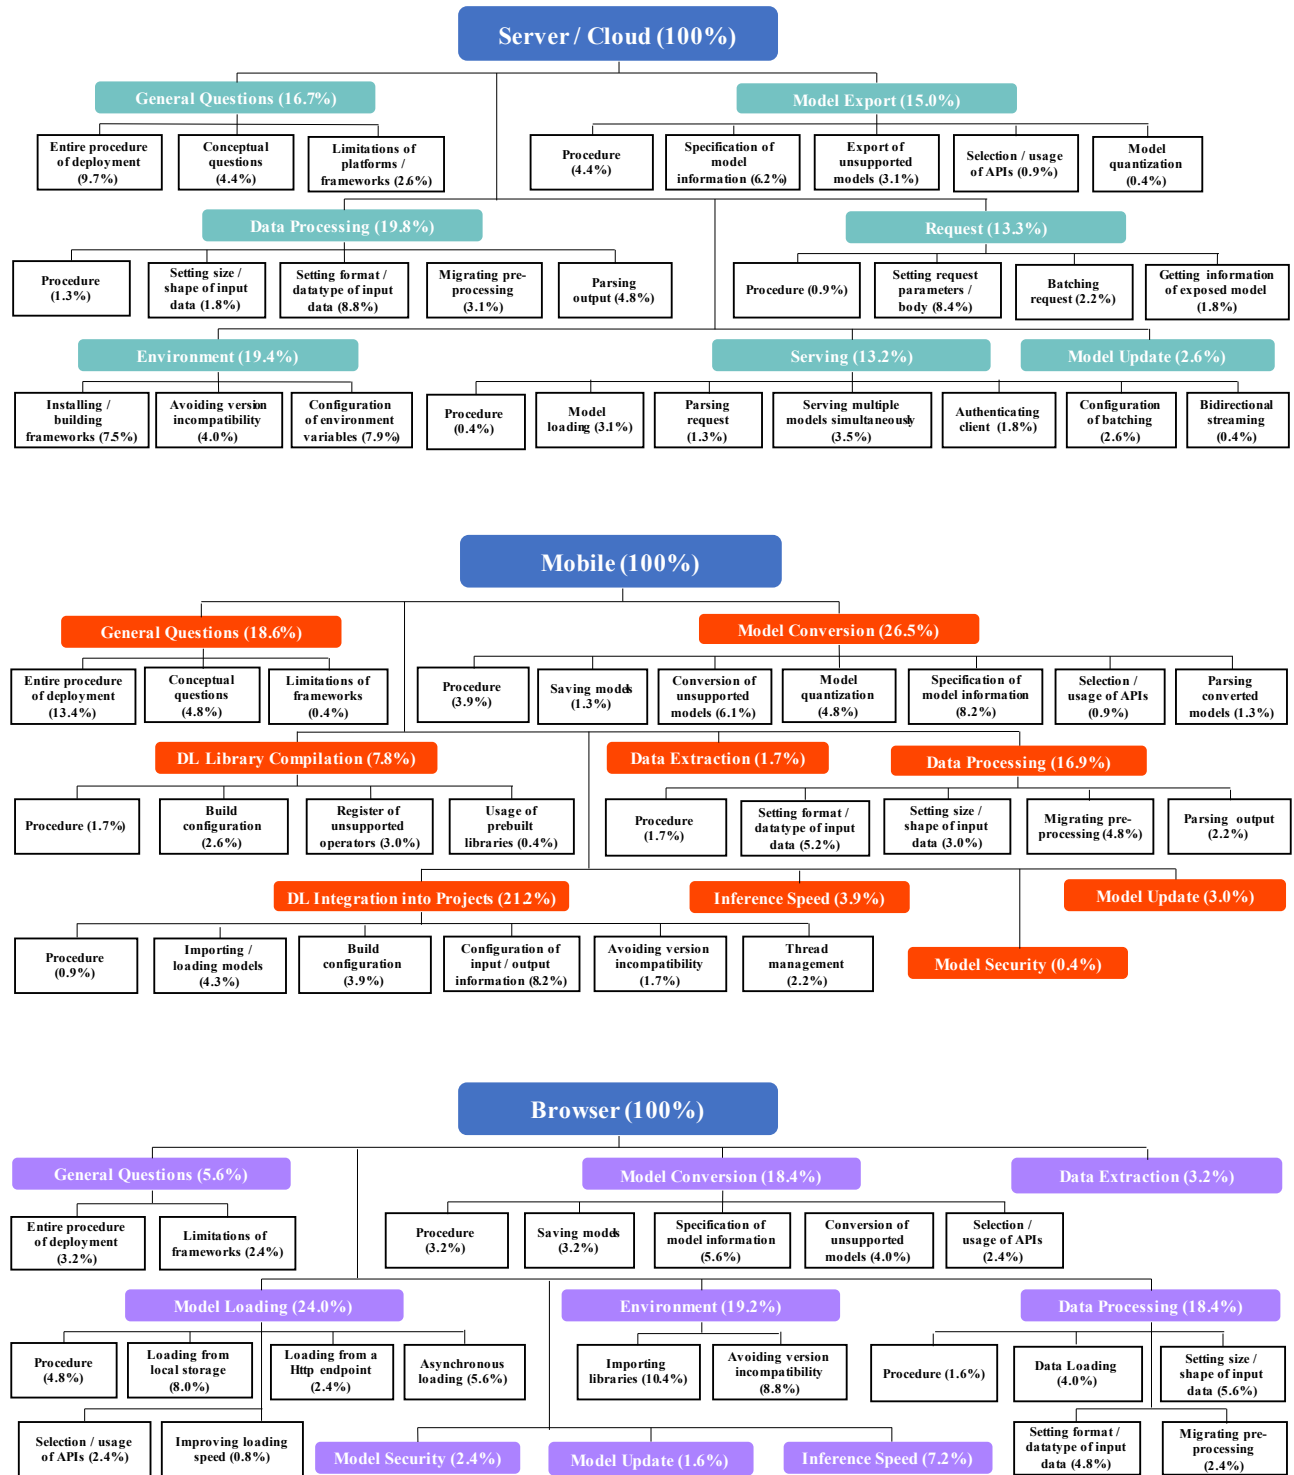 Server / Cloud (100%)
General Questions (16.7%)
Model Export (15.0%)
Entire procedure
of deployment
(9.7%)
Conceptual
questions
(4.4%)
Limitations of
platforms /
frameworks (2.6%)
Procedure
(4.4%)
Specification of
model
information (6.2%)
Export of
unsupported
models (3.1%)
Selection / usage
of APIs (0.9%)
Model
quantization
(0.4%)
Data Processing (19.8%)
Request (13.3%)
Procedure
(1.3%)
Setting size /
shape of input
data (1.8%)
Setting format /
datatype of input
data (8.8%)
Migrating pre-
processing
(3.1%)
Parsing
output (4.8%)
Procedure (0.9%)
Setting request
parameters /
body (8.4%)
Batching
request (2.2%)
Getting information
of exposed model
(1.8%)
Environment (19.4%)
Serving (13.2%)
Model Update (2.6%)
Installing /
building
frameworks (7.5%)
Avoiding version
incompatibility
(4.0%)
Configuration
of environment
variables (7.9%)
Procedure
(0.4%)
Model
loading (3.1%)
Parsing
request
(1.3%)
Serving multiple
models simultaneously
(3.5%)
Authenticating
client (1.8%)
Configuration
of batching
(2.6%)
Bidirectional
streaming
(0.4%)
Mobile (100%)
General Questions (18.6%)
Model Conversion (26.5%)
Entire procedure
of deployment
(13.4%)
Conceptual
questions
(4.8%)
Limitations of
frameworks
(0.4%)
Procedure
(3.9%)
Saving models
(1.3%)
Conversion of
unsupported
models (6.1%)
Model
quantization
(4.8%)
Specification of
model information
(8.2%)
Selection /
usage of APIs
(0.9%)
Parsing
converted
models (1.3%)
DL Library Compilation (7.8%)
Data Extraction (1.7%)
Data Processing (16.9%)
Procedure (1.7%)
Build
configuration
(2.6%)
Register of
unsupported
operators (3.0%)
Usage of
prebuilt
libraries (0.4%)
Procedure
(1.7%)
Setting format /
datatype of input
data (5.2%)
Setting size /
shape of input
data (3.0%)
Migrating pre-
processing (4.8%)
Parsing output
(2.2%)
DL Integration into Projects (21.2%)
Inference Speed (3.9%)
Model Update (3.0%)
Procedure
(0.9%)
Importing /
loading models
(4.3%)
Build
configuration
(3.9%)
Configuration of
input / output
information (8.2%)
Avoiding version
incompatibility
(1.7%)
Thread
management
(2.2%)
Model Security (0.4%)
Browser (100%)
General Questions (5.6%)
Model Conversion (18.4%)
Data Extraction (3.2%)
Entire procedure
of deployment
(3.2%)
Limitations of
frameworks (2.4%)
Procedure
(3.2%)
Saving models
(3.2%)
Specification of
model information
(5.6%)
Conversion of
unsupported
models (4.0%)
Selection /
usage of APIs
(2.4%)
Model Loading (24.0%)
Environment (19.2%)
Data Processing (18.4%)
Procedure
(4.8%)
Loading from
local storage
(8.0%)
Loading from a
Http endpoint
(2.4%)
Asynchronous
loading (5.6%)
Importing
libraries (10.4%)
Avoiding version
incompatibility
(8.8%)
Procedure (1.6%)
Data Loading
(4.0%)
Setting size /
shape of input
data (5.6%)
Selection / usage
of APIs (2.4%)
Improving loading
speed (0.8%)
Model Security (2.4%)
Model Update (1.6%)
Inference Speed (7.2%)
Setting format /
datatype of input
data (4.8%)
Migrating pre-
processing
(2.4%)